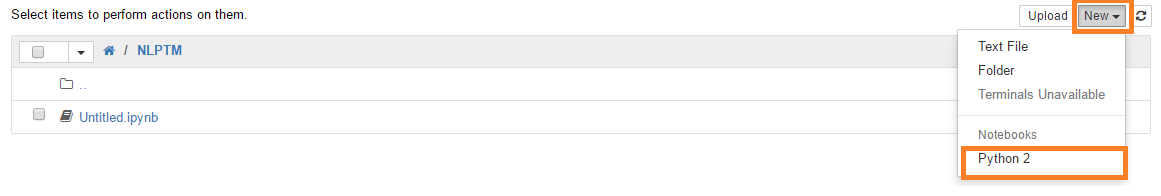 Select items to perform actions on them.
Upload New
/ NLPTM
..
Untitled.ipynb
Text File
Folder
Terminals Unavailable
Notebooks
Python 2